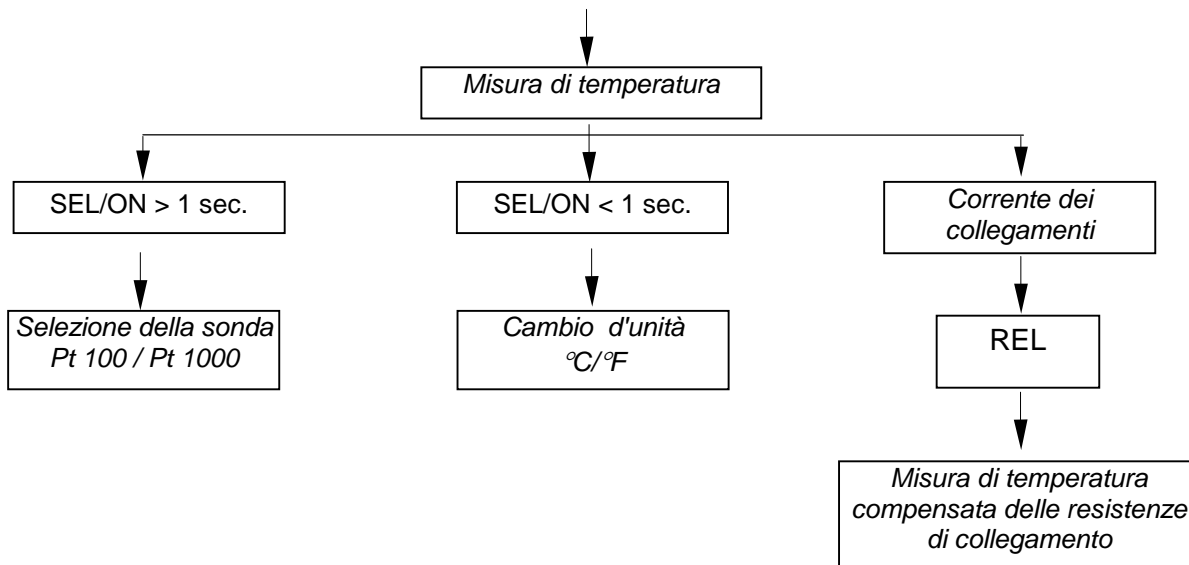 Misura di temperatura
SEL/ON > 1 sec.
SEL/ON < 1 sec.
Corrente dei
collegamenti
Selezione della sonda
Pt 100 / Pt 1000
Cambio d'unità
°C/°F
REL
Misura di temperatura
compensata delle resistenze
di collegamento